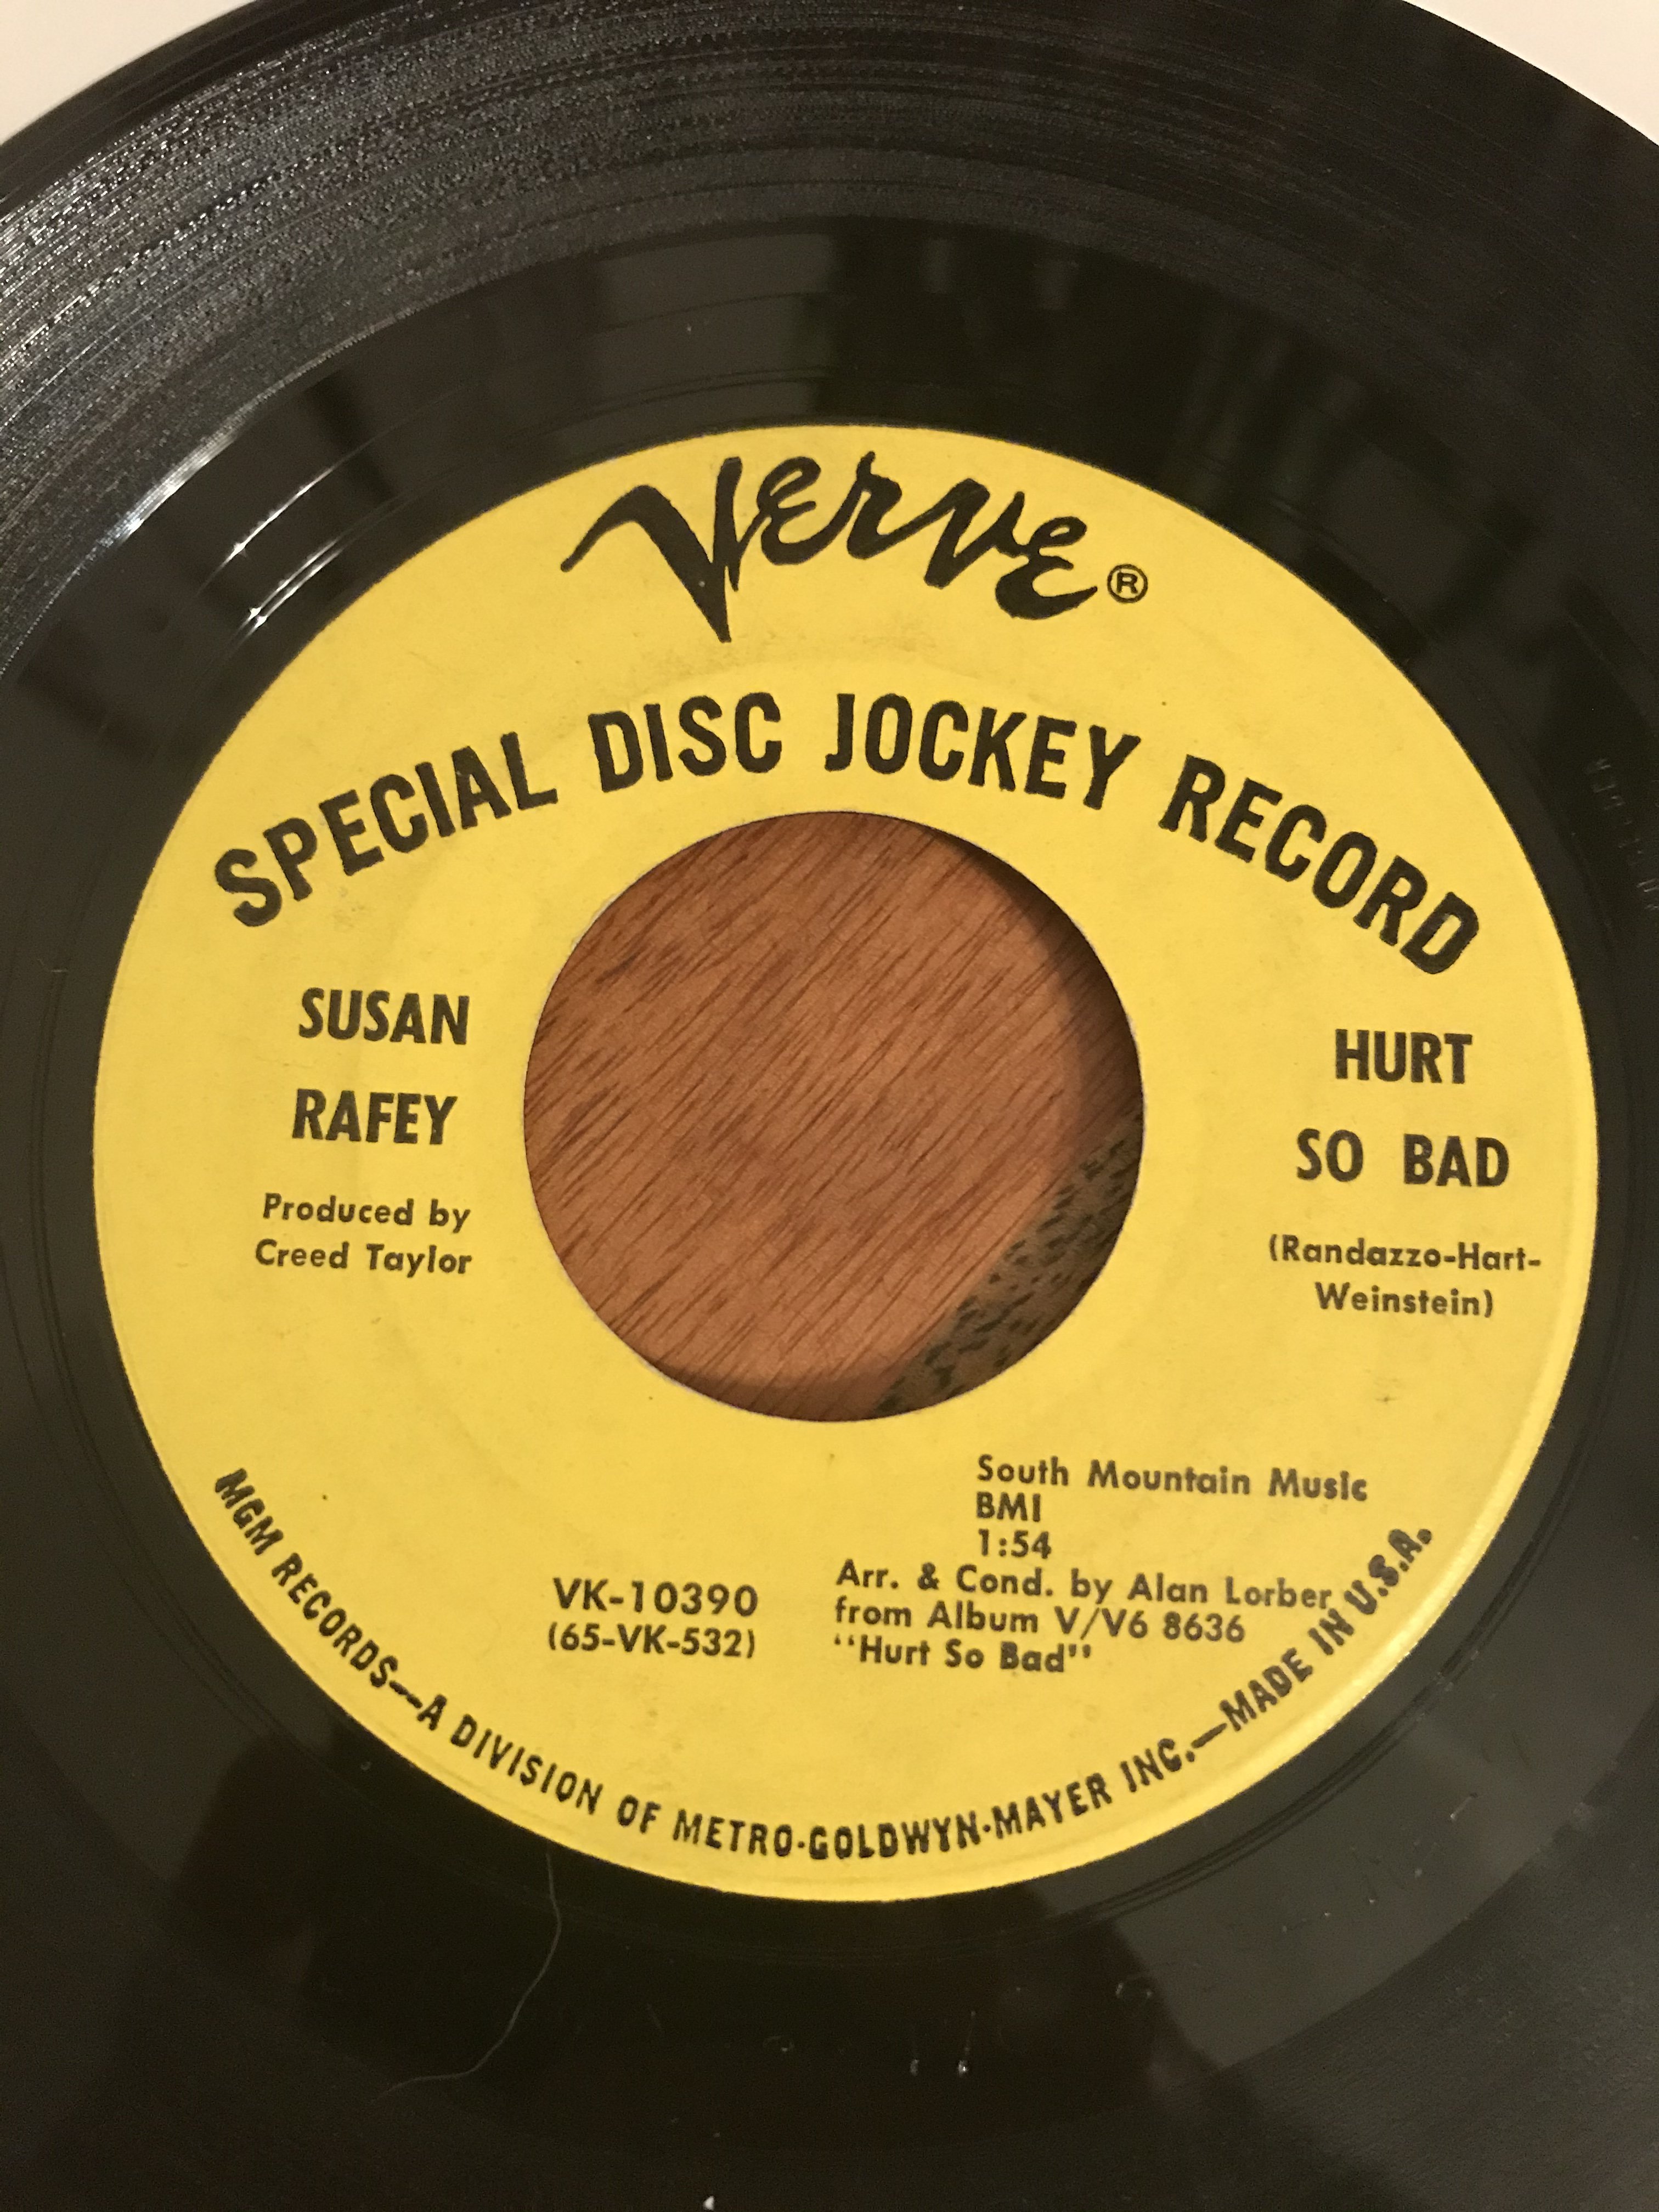 Verve®
SPECIAL DISC JOCKEY RECORD
SUSAN
RAFEY
Produced by
Creed Taylor
HURT
SO BAD
(Randazzo-Hart-
Weinstein)
South Mountain Music
BMI
1:54
Arr. & Cond. by Alan Lorber
from Album V/V6 8636
"Hurt So Bad"
VK-10390
(65-VK-532)
MGM RECORDS—A DIVISION OF METRO-GOLDWYN-MAYER INC.—MADE IN U.S.A.